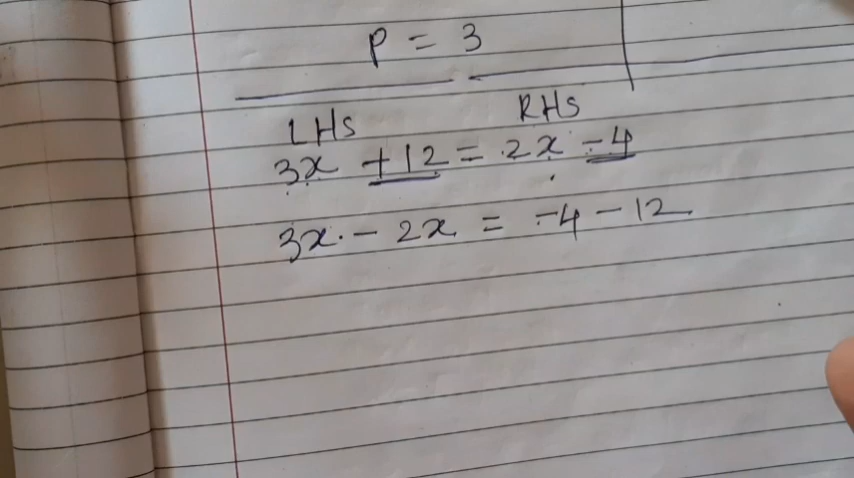 P = 3
LHS RHS
3x + 12 = 2x - 4
3x - 2x = -4 - 12